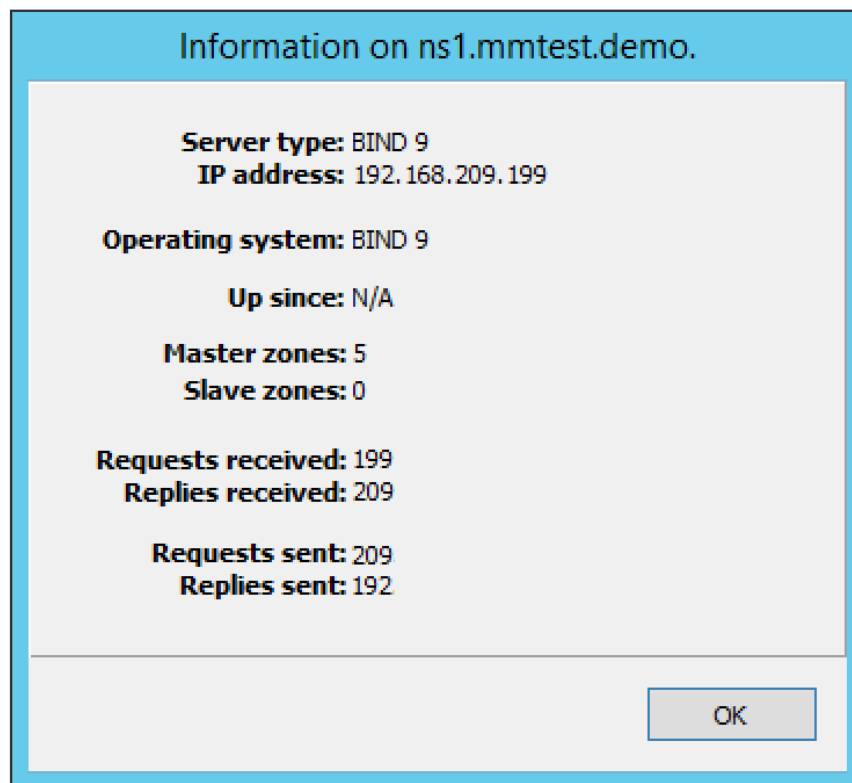 Information on ns1.mmtest.demo.
Server type: BIND 9
IP address: 192.168.209.199
Operating system: BIND 9
Up since: N/A
Master zones: 5
Slave zones: 0
Requests received: 199
Replies received: 209
Requests sent: 209
Replies sent: 192
OK